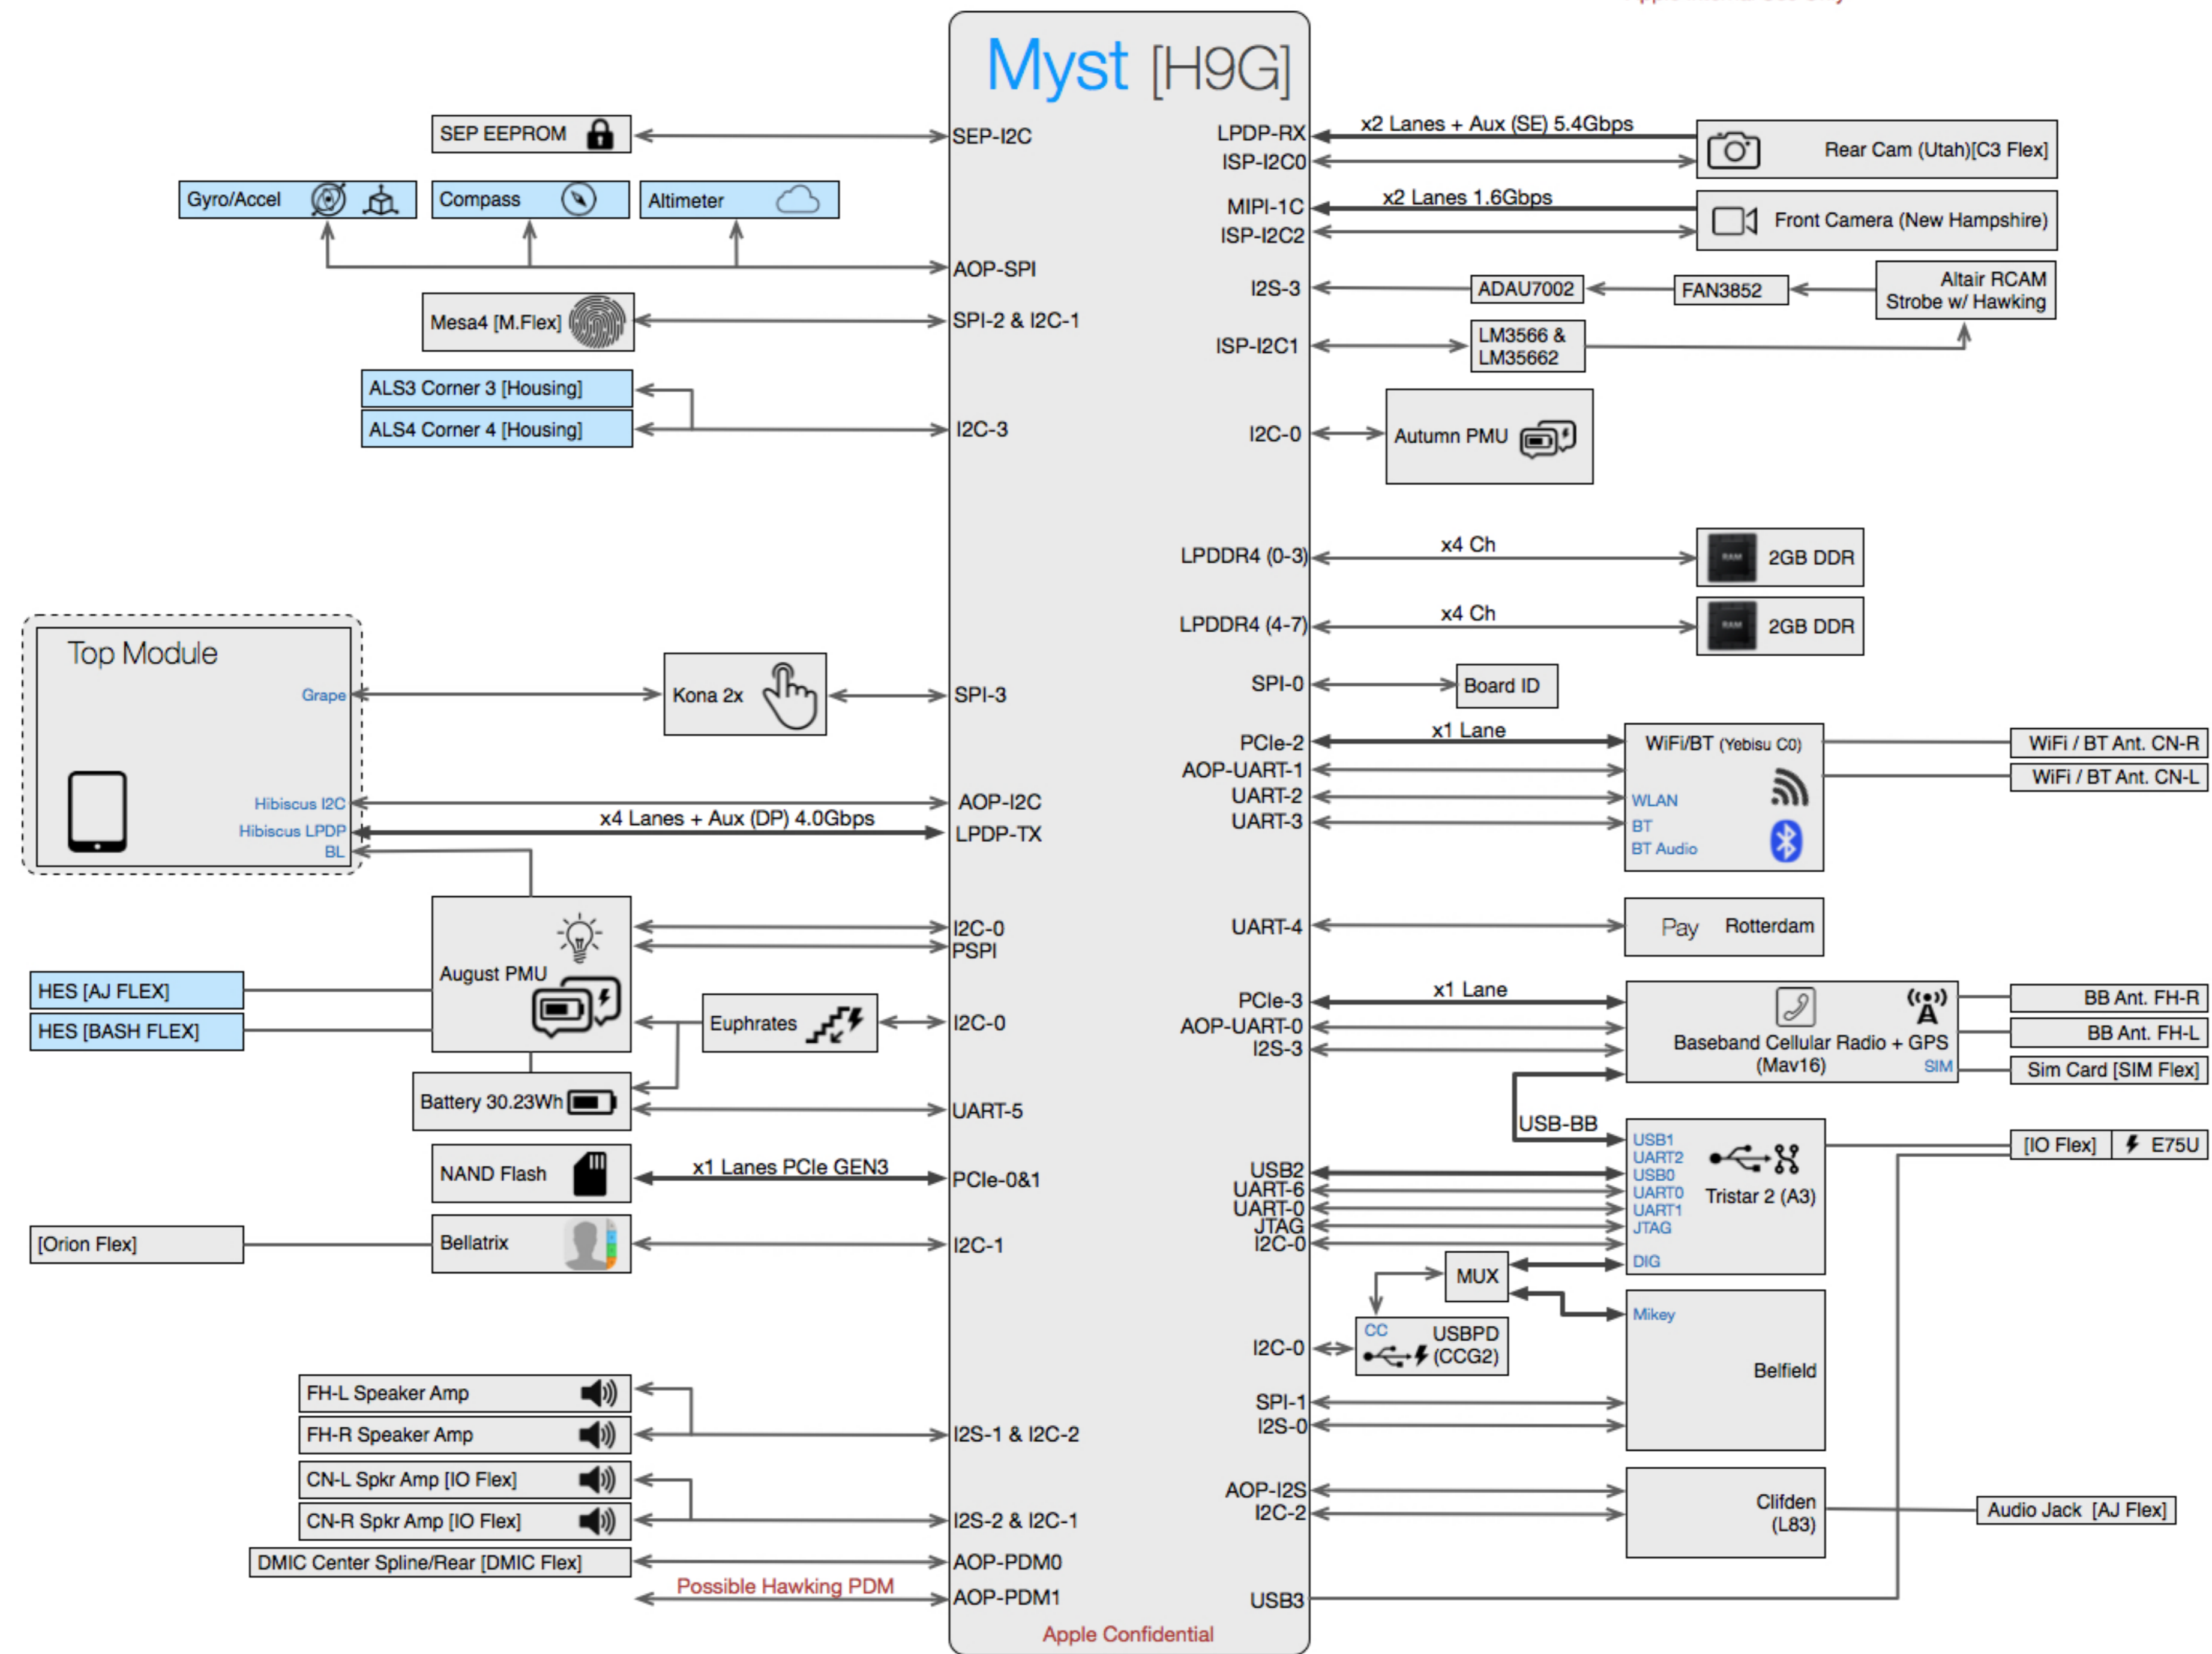 Myst [H9G]
SEP EEPROM
SEP-I2C
Gyro/Accel
Compass
Altimeter
AOP-SPI
Mesa4 [M.Flex]
SPI-2 & I2C-1
ALS3 Corner 3 [Housing]
ALS4 Corner 4 [Housing]
I2C-3
Top Module
Grape
Kona 2x
SPI-3
Hibiscus I2C
AOP-I2C
Hibiscus LPDP
x4 Lanes + Aux (DP) 4.0Gbps
LPDP-TX
BL
August PMU
I2C-0
PSPI
HES [AJ FLEX]
HES [BASH FLEX]
Euphrates
I2C-0
Battery 30.23Wh
UART-5
NAND Flash
x1 Lanes PCIe GEN3
PCIe-0&1
[Orion Flex]
Bellatrix
I2C-1
FH-L Speaker Amp
FH-R Speaker Amp
I2S-1 & I2C-2
CN-L Spkr Amp [IO Flex]
CN-R Spkr Amp [IO Flex]
I2S-2 & I2C-1
DMIC Center Spline/Rear [DMIC Flex]
AOP-PDM0
Possible Hawking PDM
AOP-PDM1
Apple Confidential
LPDP-RX
x2 Lanes + Aux (SE) 5.4Gbps
ISP-I2C0
Rear Cam (Utah)[C3 Flex]
MIPI-1C
x2 Lanes 1.6Gbps
ISP-I2C2
Front Camera (New Hampshire)
I2S-3
ADAU7002
FAN3852
Altair RCAM
Strobe w/ Hawking
ISP-I2C1
LM3566 &
LM35662
I2C-0
Autumn PMU
LPDDR4 (0-3)
x4 Ch
RAM
2GB DDR
LPDDR4 (4-7)
x4 Ch
RAM
2GB DDR
SPI-0
Board ID
PCIe-2
x1 Lane
AOP-UART-1
UART-2
UART-3
WiFi/BT (Yebisu C0)
WLAN
BT
BT Audio
WiFi / BT Ant. CN-R
WiFi / BT Ant. CN-L
UART-4
Pay Rotterdam
PCIe-3
x1 Lane
AOP-UART-0
I2S-3
Baseband Cellular Radio + GPS
(Mav16)
SIM
BB Ant. FH-R
BB Ant. FH-L
Sim Card [SIM Flex]
USB-BB
USB1
UART2
USB0
UART0
UART1
JTAG
DIG
Tristar 2 (A3)
[IO Flex]
E75U
USB2
UART-6
UART-0
JTAG
I2C-0
MUX
I2C-0
CC
USBPD
(CCG2)
Mikey
Belfield
SPI-1
I2S-0
AOP-I2S
I2C-2
Clifden
(L83)
Audio Jack [AJ Flex]
USB3